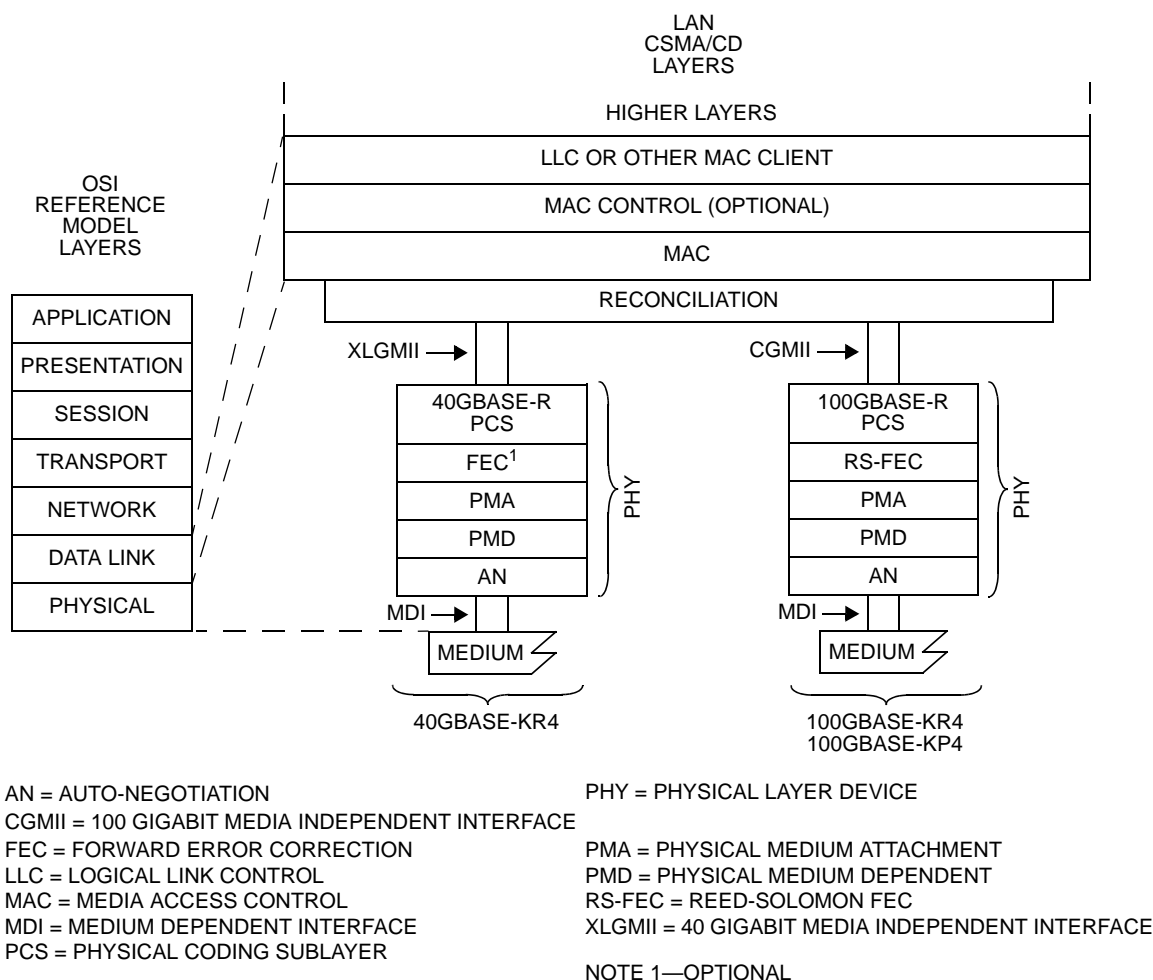 LAN
CSMA/CD
LAYERS
HIGHER LAYERS
LLC OR OTHER MAC CLIENT
MAC CONTROL (OPTIONAL)
MAC
RECONCILIATION
OSI
REFERENCE
MODEL
LAYERS
APPLICATION
PRESENTATION
SESSION
TRANSPORT
NETWORK
DATA LINK
PHYSICAL
XLGMII
40GBASE-R
PCS
FEC¹
PMA
PMD
AN
PHY
MDI
MEDIUM
40GBASE-KR4
CGMII
100GBASE-R
PCS
RS-FEC
PMA
PMD
AN
PHY
MDI
MEDIUM
100GBASE-KR4
100GBASE-KP4
AN = AUTO-NEGOTIATION
CGMII = 100 GIGABIT MEDIA INDEPENDENT INTERFACE
FEC = FORWARD ERROR CORRECTION
LLC = LOGICAL LINK CONTROL
MAC = MEDIA ACCESS CONTROL
MDI = MEDIUM DEPENDENT INTERFACE
PCS = PHYSICAL CODING SUBLAYER
PHY = PHYSICAL LAYER DEVICE
PMA = PHYSICAL MEDIUM ATTACHMENT
PMD = PHYSICAL MEDIUM DEPENDENT
RS-FEC = REED-SOLOMON FEC
XLGMII = 40 GIGABIT MEDIA INDEPENDENT INTERFACE
NOTE 1—OPTIONAL